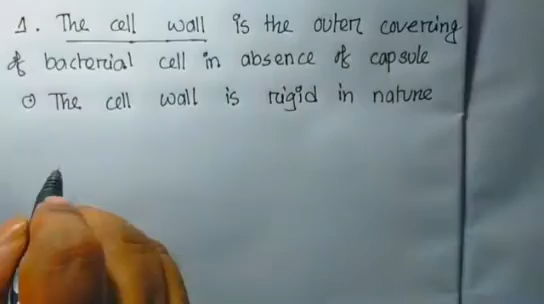 1. The cell wall is the outer covering
of bacterial cell in absence of capsule
⊙ The cell wall is rigid in nature